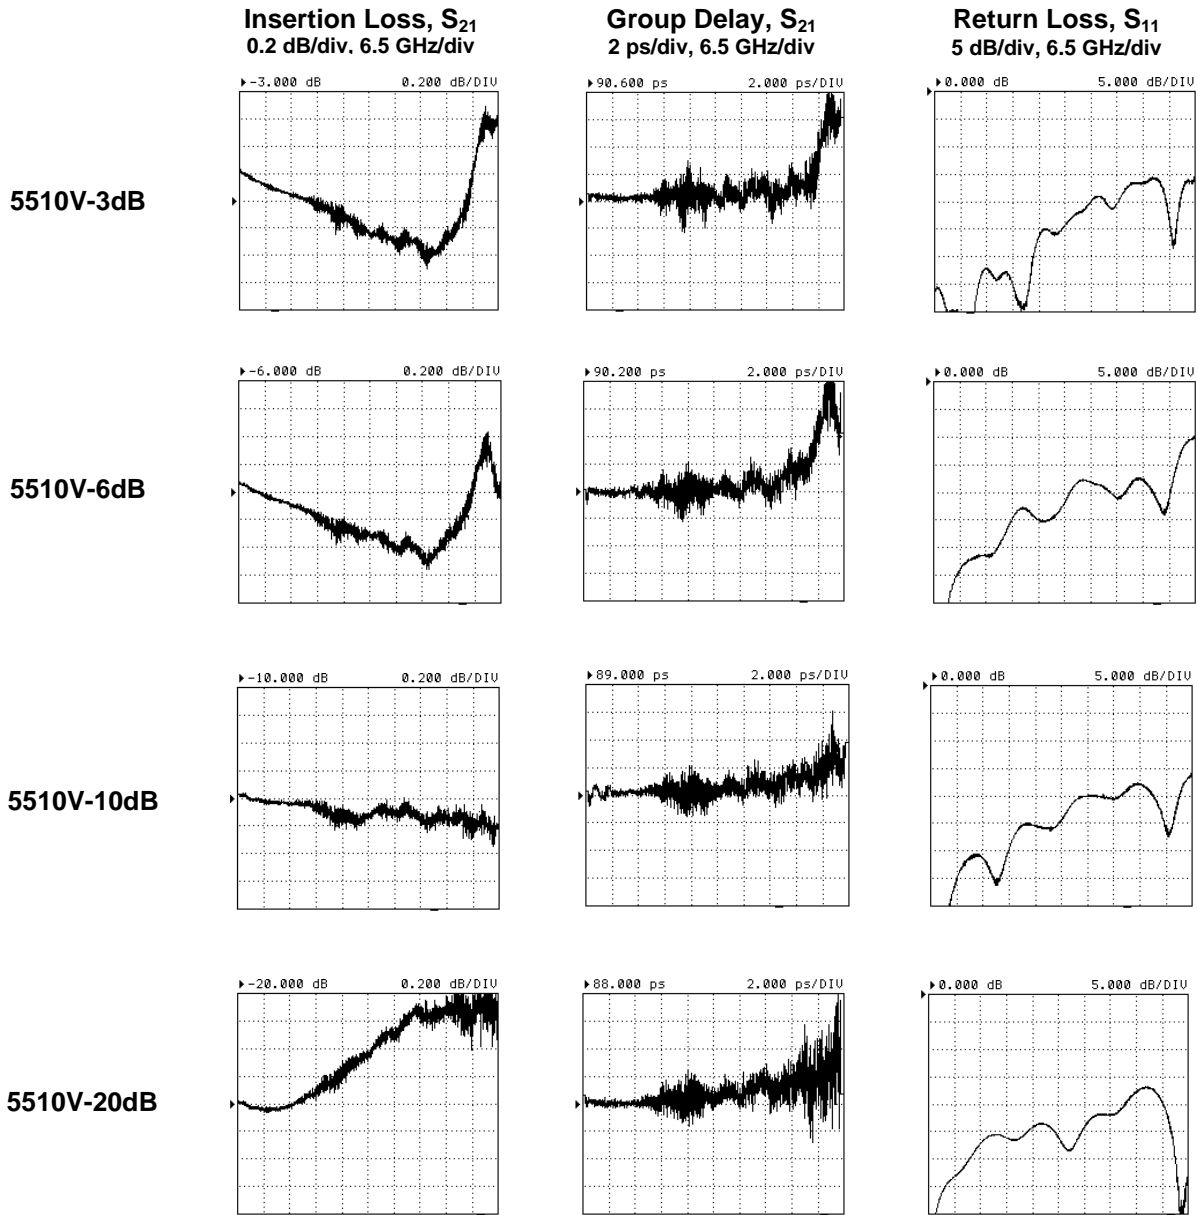 Insertion Loss, S21
0.2 dB/div, 6.5 GHz/div
Group Delay, S21
2 ps/div, 6.5 GHz/div
Return Loss, S11
5 dB/div, 6.5 GHz/div
-3.000 dB 0.200 dB/DIV
90.600 ps 2.000 ps/DIV
0.000 dB 5.000 dB/DIV
5510V-3dB
-6.000 dB 0.200 dB/DIV
90.200 ps 2.000 ps/DIV
0.000 dB 5.000 dB/DIV
5510V-6dB
-10.000 dB 0.200 dB/DIV
89.000 ps 2.000 ps/DIV
0.000 dB 5.000 dB/DIV
5510V-10dB
-20.000 dB 0.200 dB/DIV
88.000 ps 2.000 ps/DIV
0.000 dB 5.000 dB/DIV
5510V-20dB